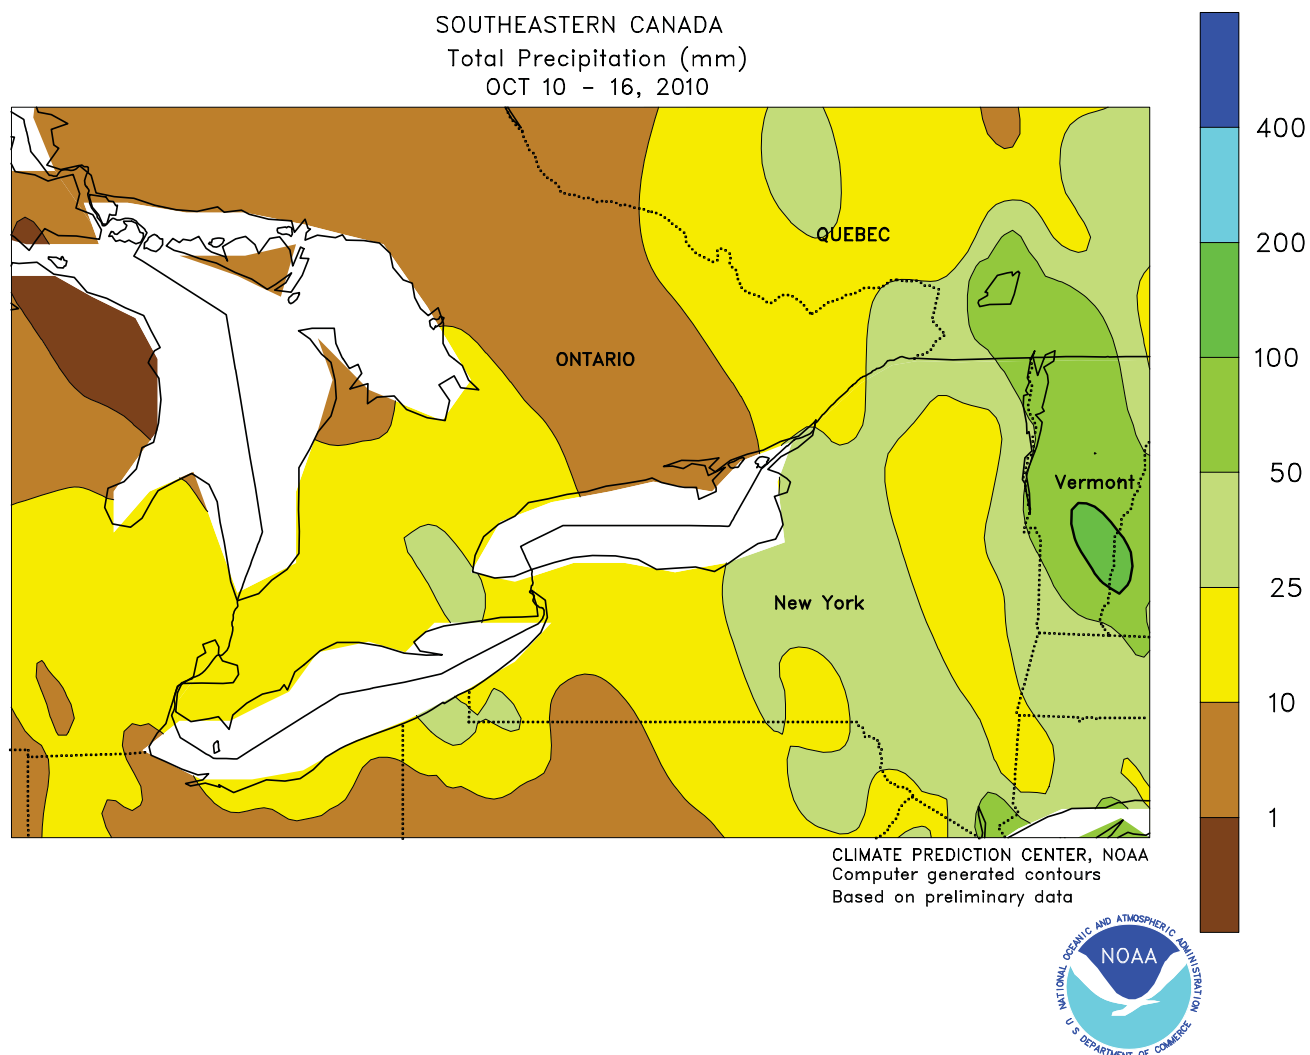 SOUTHEASTERN CANADA
Total Precipitation (mm)
OCT 10 - 16, 2010
400
200
100
50
25
10
1
QUEBEC
ONTARIO
Vermont
New York
CLIMATE PREDICTION CENTER, NOAA
Computer generated contours
Based on preliminary data
NATIONAL OCEANIC AND ATMOSPHERIC ADMINISTRATION
NOAA
U S DEPARTMENT OF COMMERCE